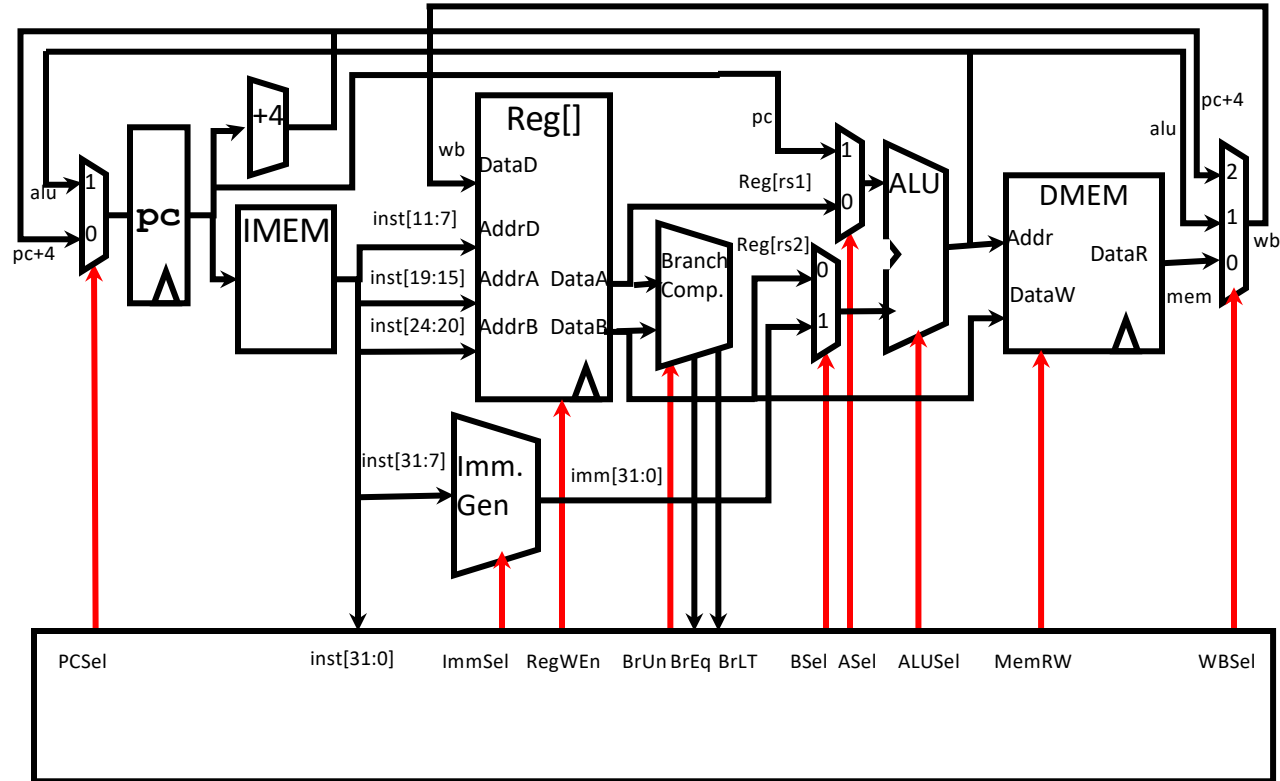 +4
Reg[]
pc+4
pc
alu
wb
DataD
1
Reg[rs1]
ALU
DMEM
2
alu
1
pc
IMEM
inst[11:7]
AddrD
0
1
wb
0
pc+4
Reg[rs2]
Addr
DataR
Branch
Comp.
0
0
inst[19:15]
AddrA
DataA
mem
DataW
inst[24:20]
AddrB
DataB
1
inst[31:7]
Imm.
Gen
imm[31:0]
PCSel
inst[31:0]
ImmSel
RegWEn
BrUn
BrEq
BrLT
BSel
ASel
ALUSel
MemRW
WBSel